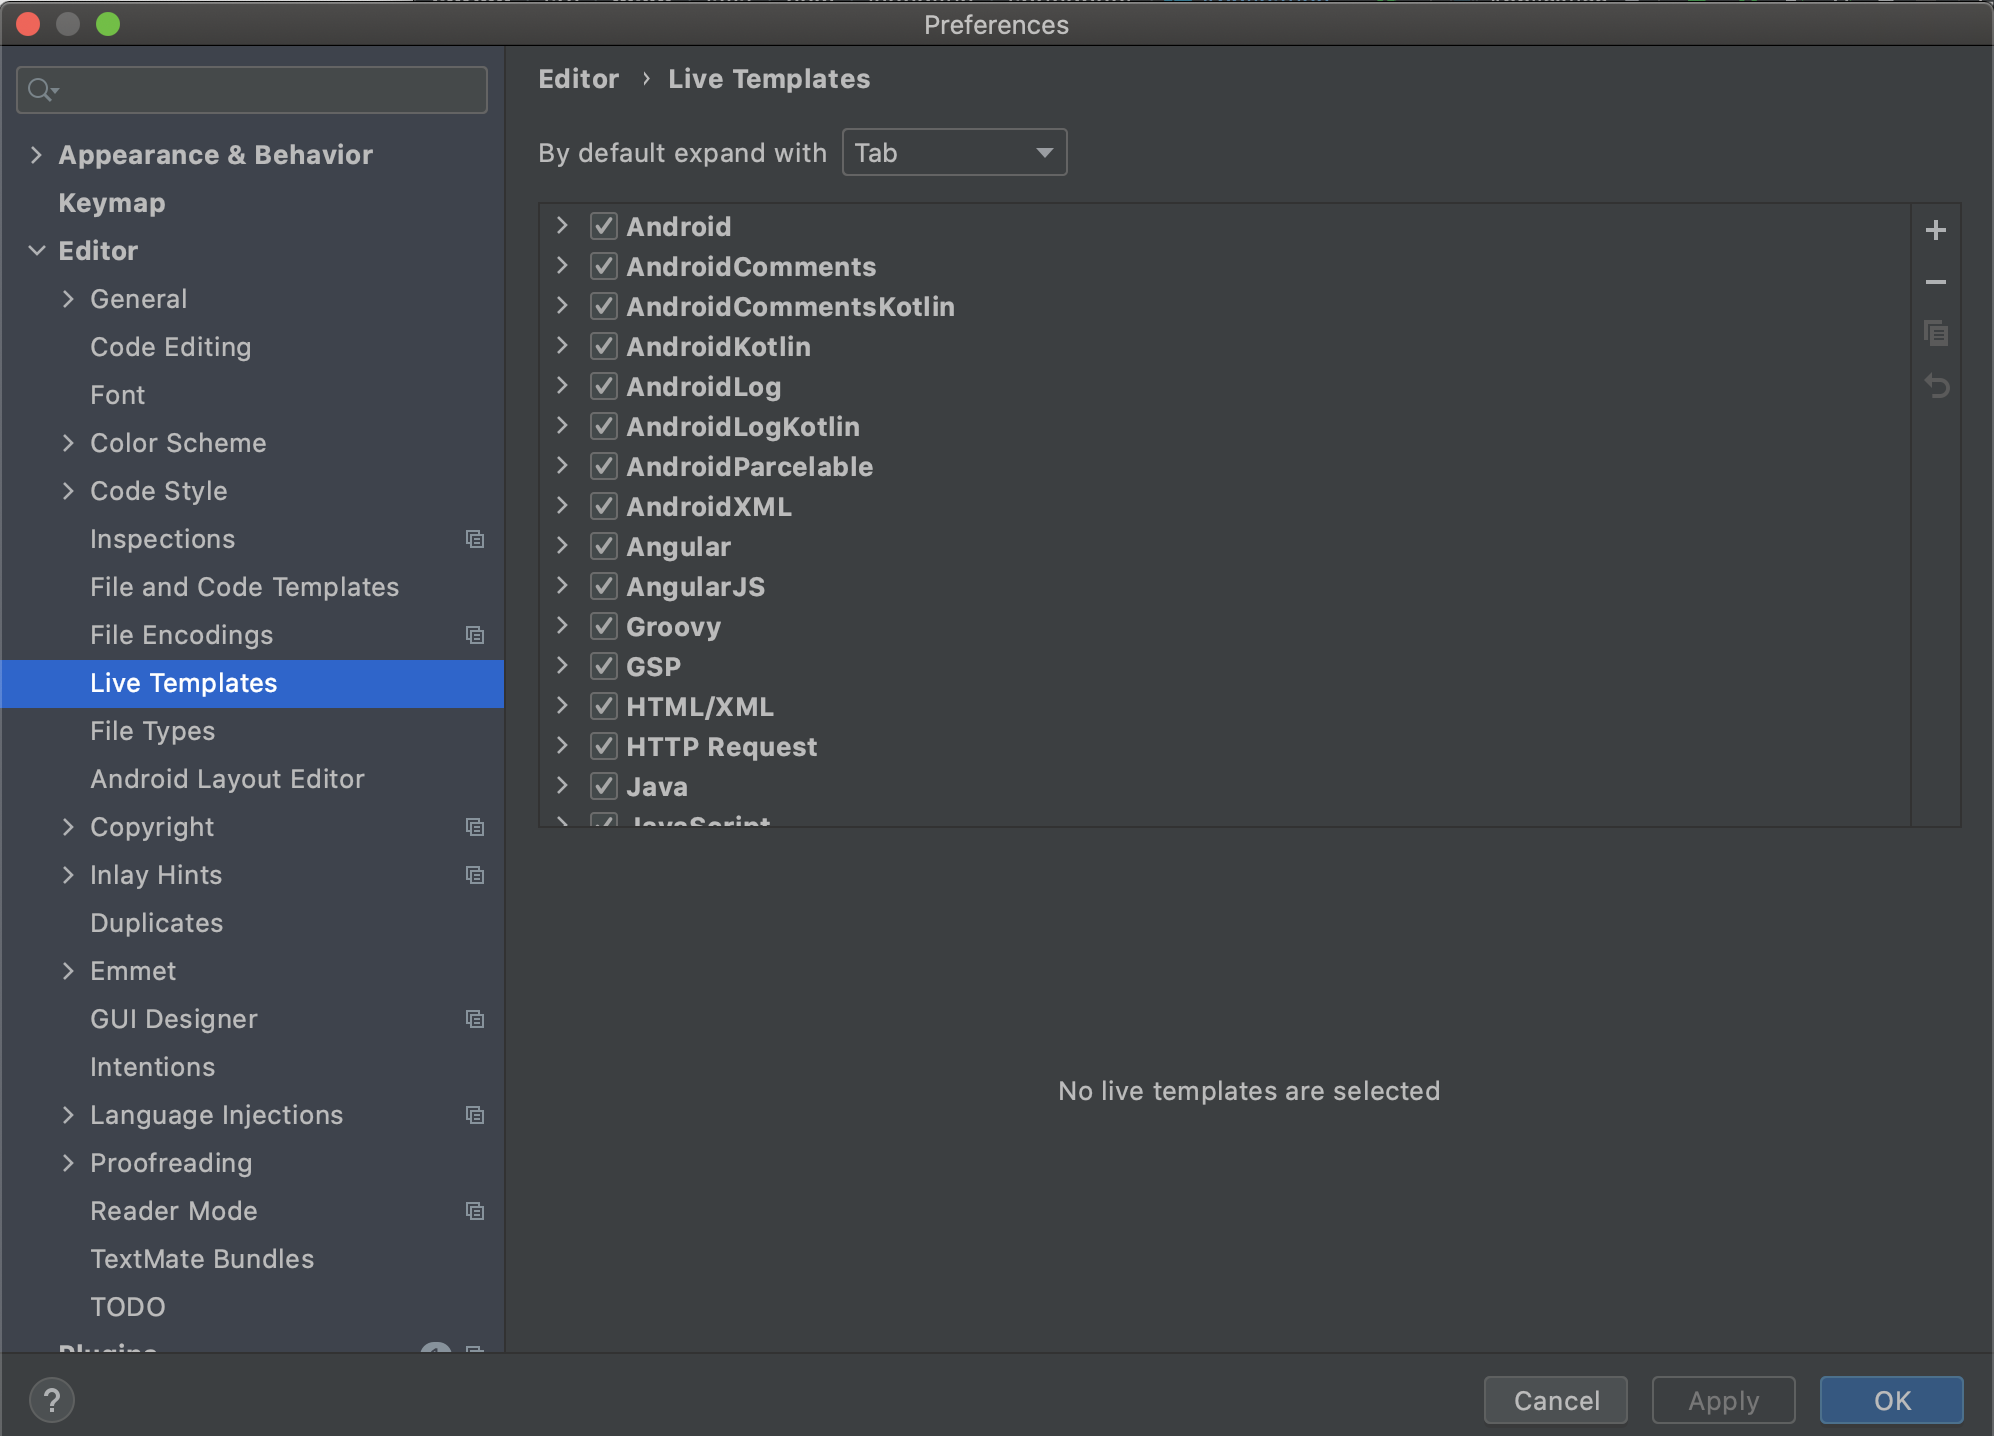 Preferences
Appearance & Behavior
Keymap
Editor
General
Code Editing
Font
Color Scheme
Code Style
Inspections
File and Code Templates
File Encodings
Live Templates
File Types
Android Layout Editor
Copyright
Inlay Hints
Duplicates
Emmet
GUI Designer
Intentions
Language Injections
Proofreading
Reader Mode
TextMate Bundles
TODO
Plugins
Editor › Live Templates
By default expand with Tab
Android
AndroidComments
AndroidCommentsKotlin
AndroidKotlin
AndroidLog
AndroidLogKotlin
AndroidParcelable
AndroidXML
Angular
AngularJS
Groovy
GSP
HTML/XML
HTTP Request
Java
JavaScript
No live templates are selected
?
Cancel
Apply
OK